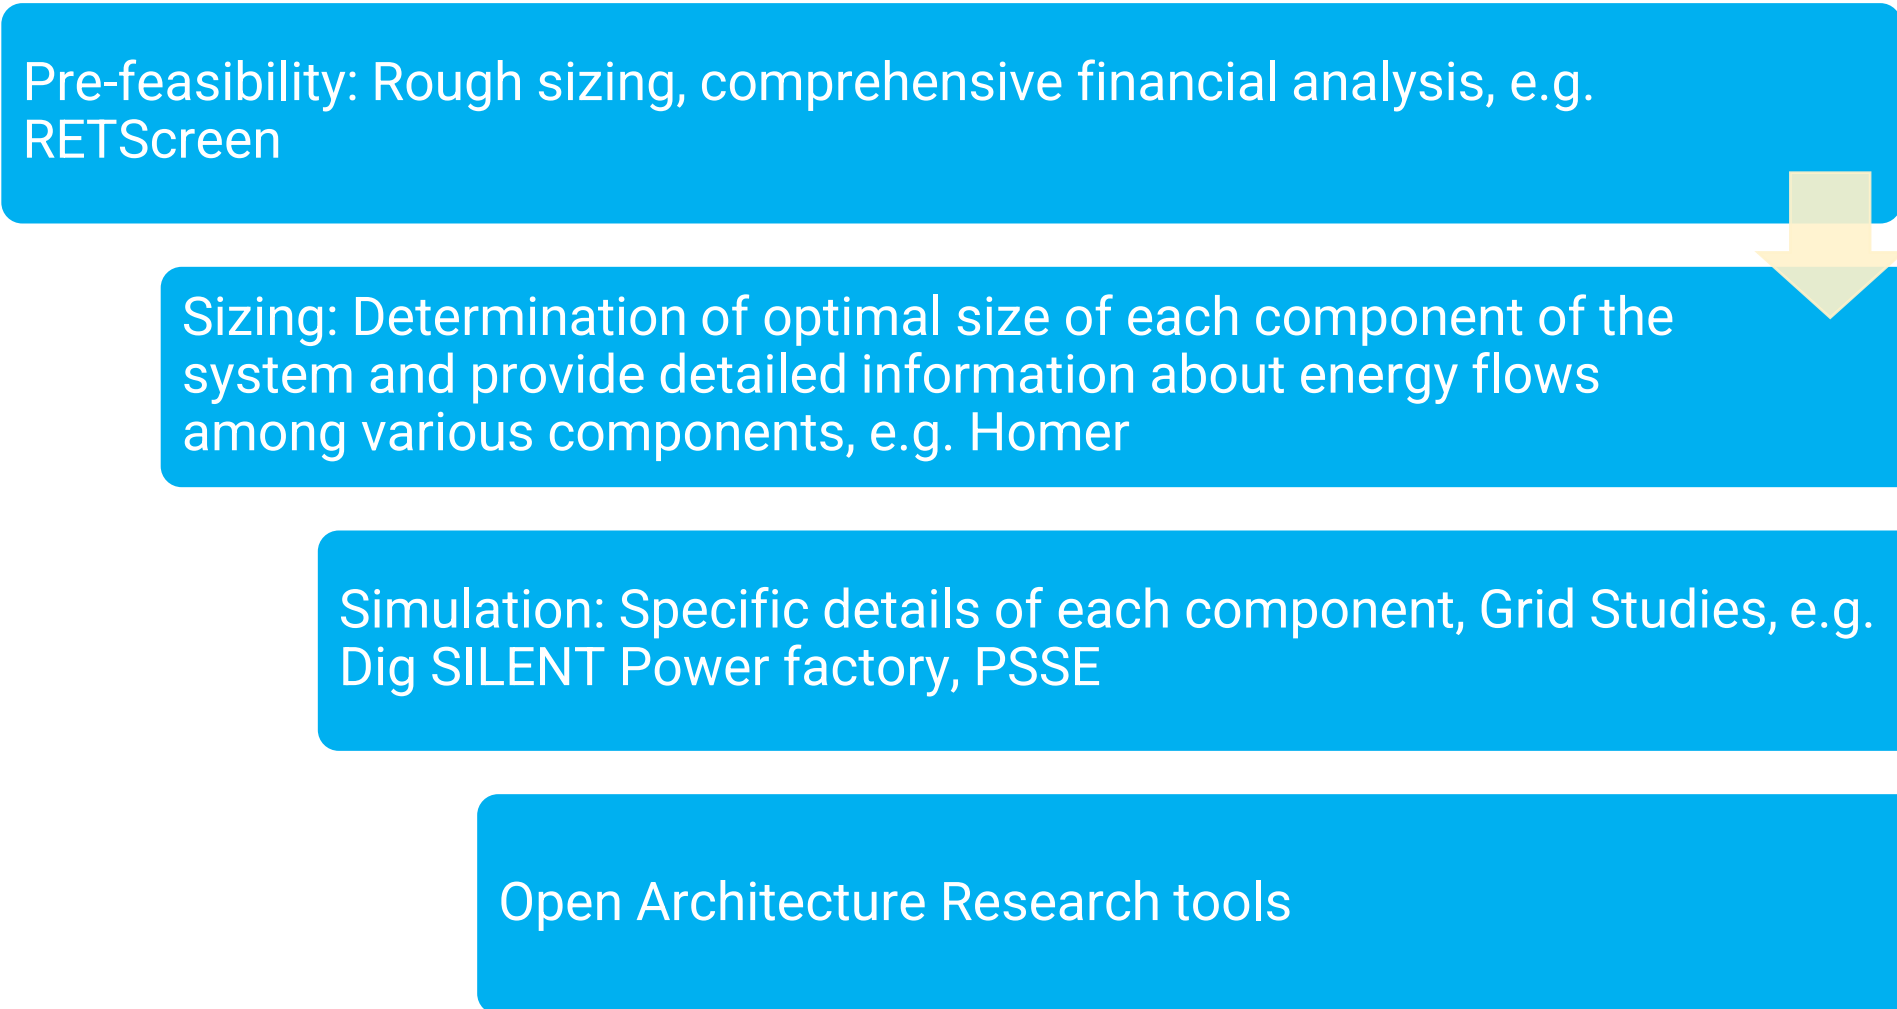 Pre-feasibility: Rough sizing, comprehensive financial analysis, e.g.
RETScreen
Sizing: Determination of optimal size of each component of the
system and provide detailed information about energy flows
among various components, e.g. Homer
Simulation: Specific details of each component, Grid Studies, e.g.
Dig SILENT Power factory, PSSE
Open Architecture Research tools